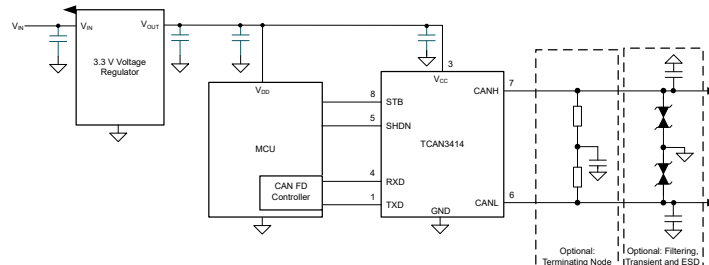 VIN
VIN
VOUT
3.3 V Voltage
Regulator
VDD
MCU
CAN FD
Controller
8
5
4
1
3
VCC
STB
SHDN
TCAN3414
RXD
TXD
GND
CANH
CANL
7
6
Optional:
Terminating Node
Optional: Filtering,
Transient and ESD